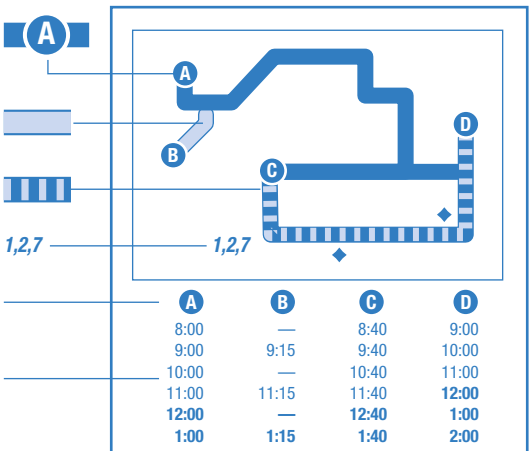 A
A
D
B
C
1,2,7 1,2,7
A B C D
8:00 — 8:40 9:00
9:00 9:15 9:40 10:00
10:00 — 10:40 11:00
11:00 11:15 11:40 12:00
12:00 — 12:40 1:00
1:00 1:15 1:40 2:00